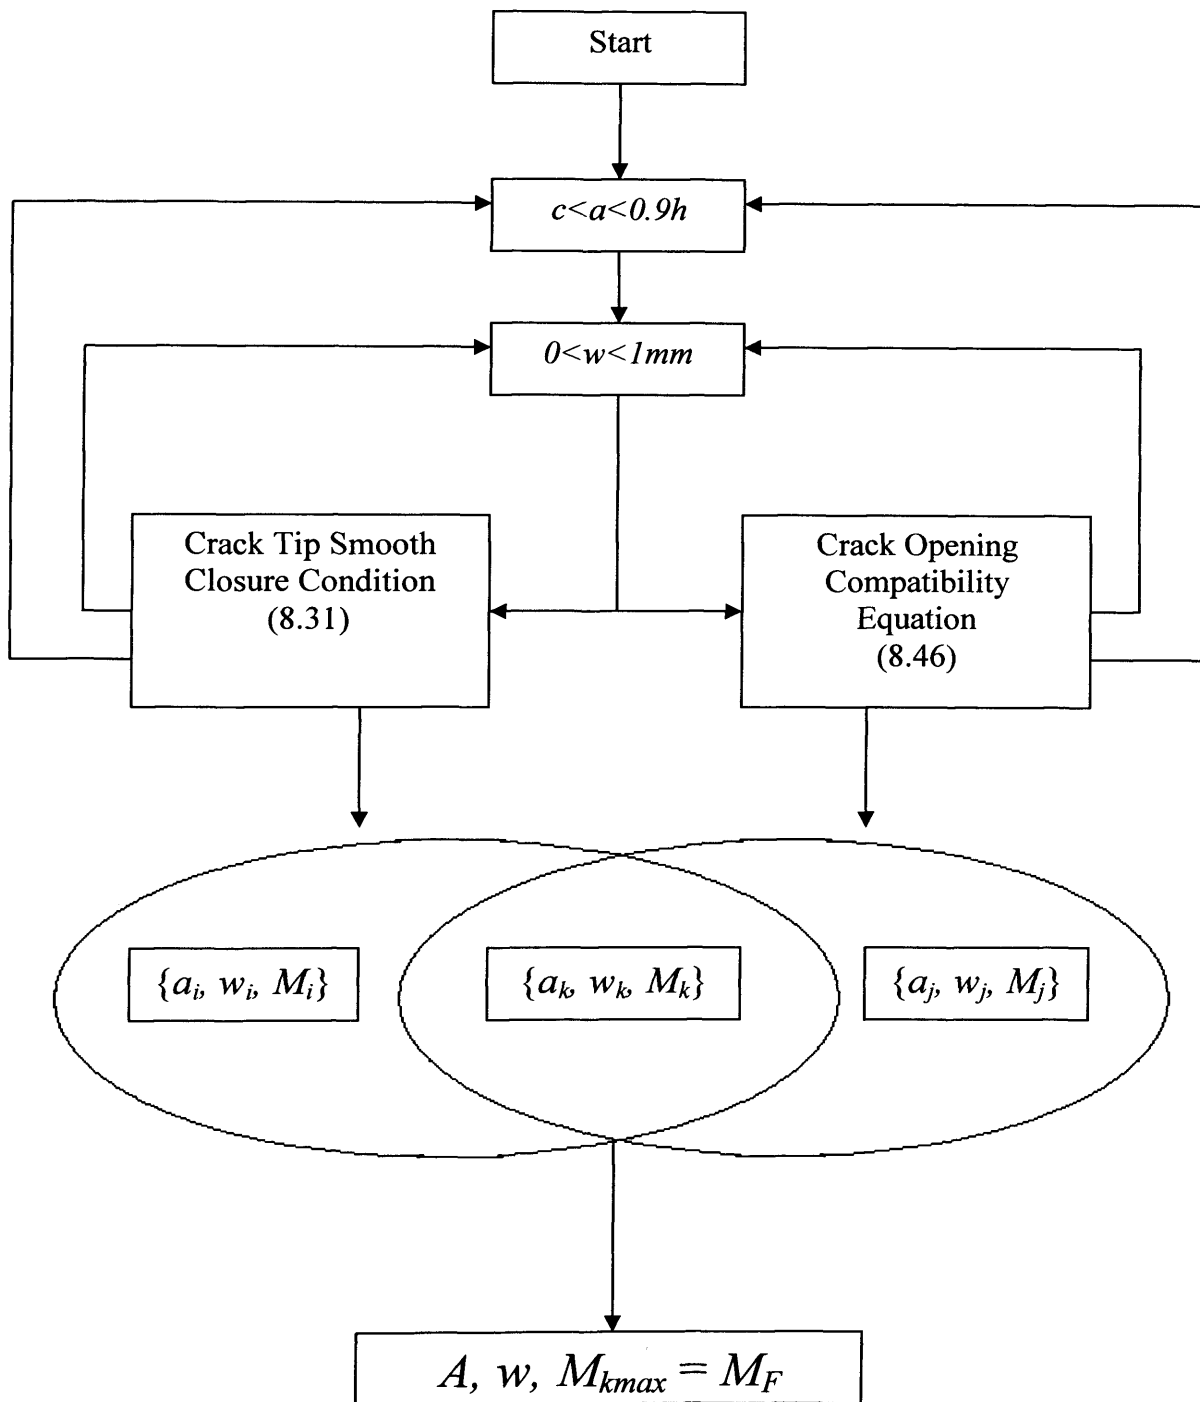 Start
c<a<0.9h
0<w<1mm
Crack Tip Smooth
Closure Condition
(8.31)
Crack Opening
Compatibility
Equation
(8.46)
{aᵢ, wᵢ, Mᵢ}
{aₖ, wₖ, Mₖ}
{aⱼ, wⱼ, Mⱼ}
A, w, Mkmax = MF